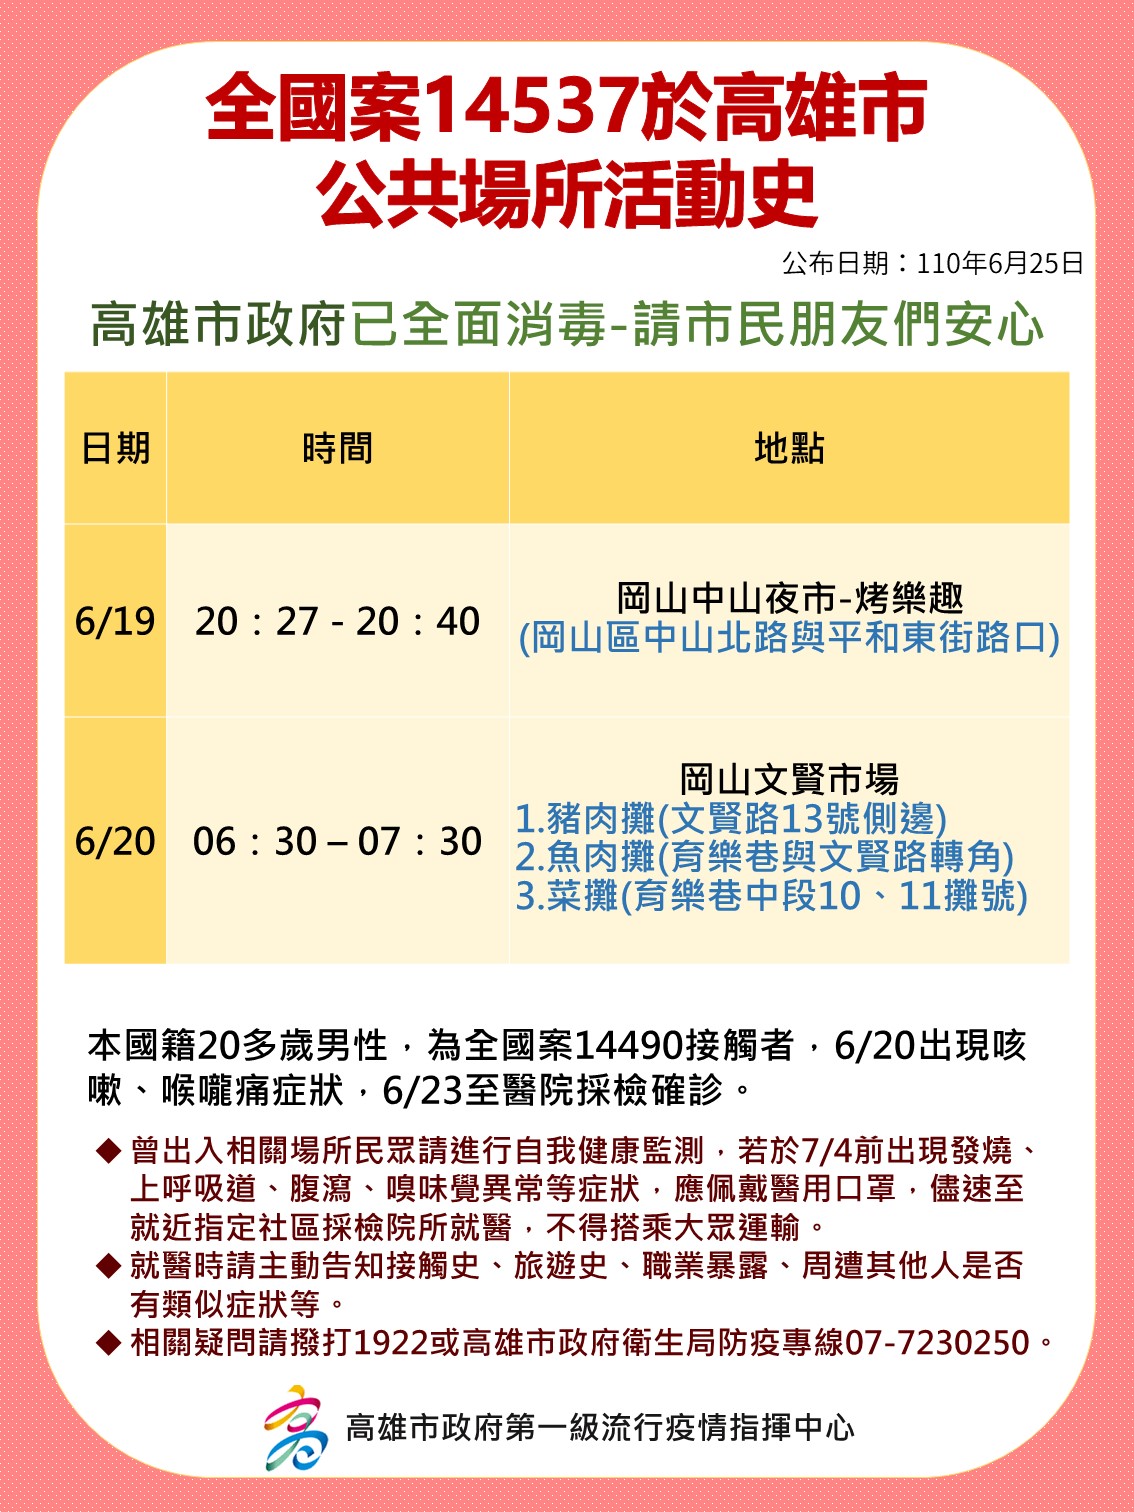 全國案14537於高雄市
公共場所活動史
公布日期：110年6月25日
高雄市政府已全面消毒-請市民朋友們安心
日期 時間 地點
6/19 20：27 - 20：40
岡山中山夜市-烤樂趣
(岡山區中山北路與平和東街路口)
6/20 06：30 – 07：30
岡山文賢市場
1.豬肉攤(文賢路13號側邊)
2.魚肉攤(育樂巷與文賢路轉角)
3.菜攤(育樂巷中段10、11攤號)
本國籍20多歲男性，為全國案14490接觸者，6/20出現咳
嗽、喉嚨痛症狀，6/23至醫院採檢確診。
◆曾出入相關場所民眾請進行自我健康監測，若於7/4前出現發燒、
上呼吸道、腹瀉、嗅味覺異常等症狀，應佩戴醫用口罩，儘速至
就近指定社區採檢院所就醫，不得搭乘大眾運輸。
◆就醫時請主動告知接觸史、旅遊史、職業暴露、周遭其他人是否
有類似症狀等。
◆相關疑問請撥打1922或高雄市政府衛生局防疫專線07-7230250。
高雄市政府第一級流行疫情指揮中心